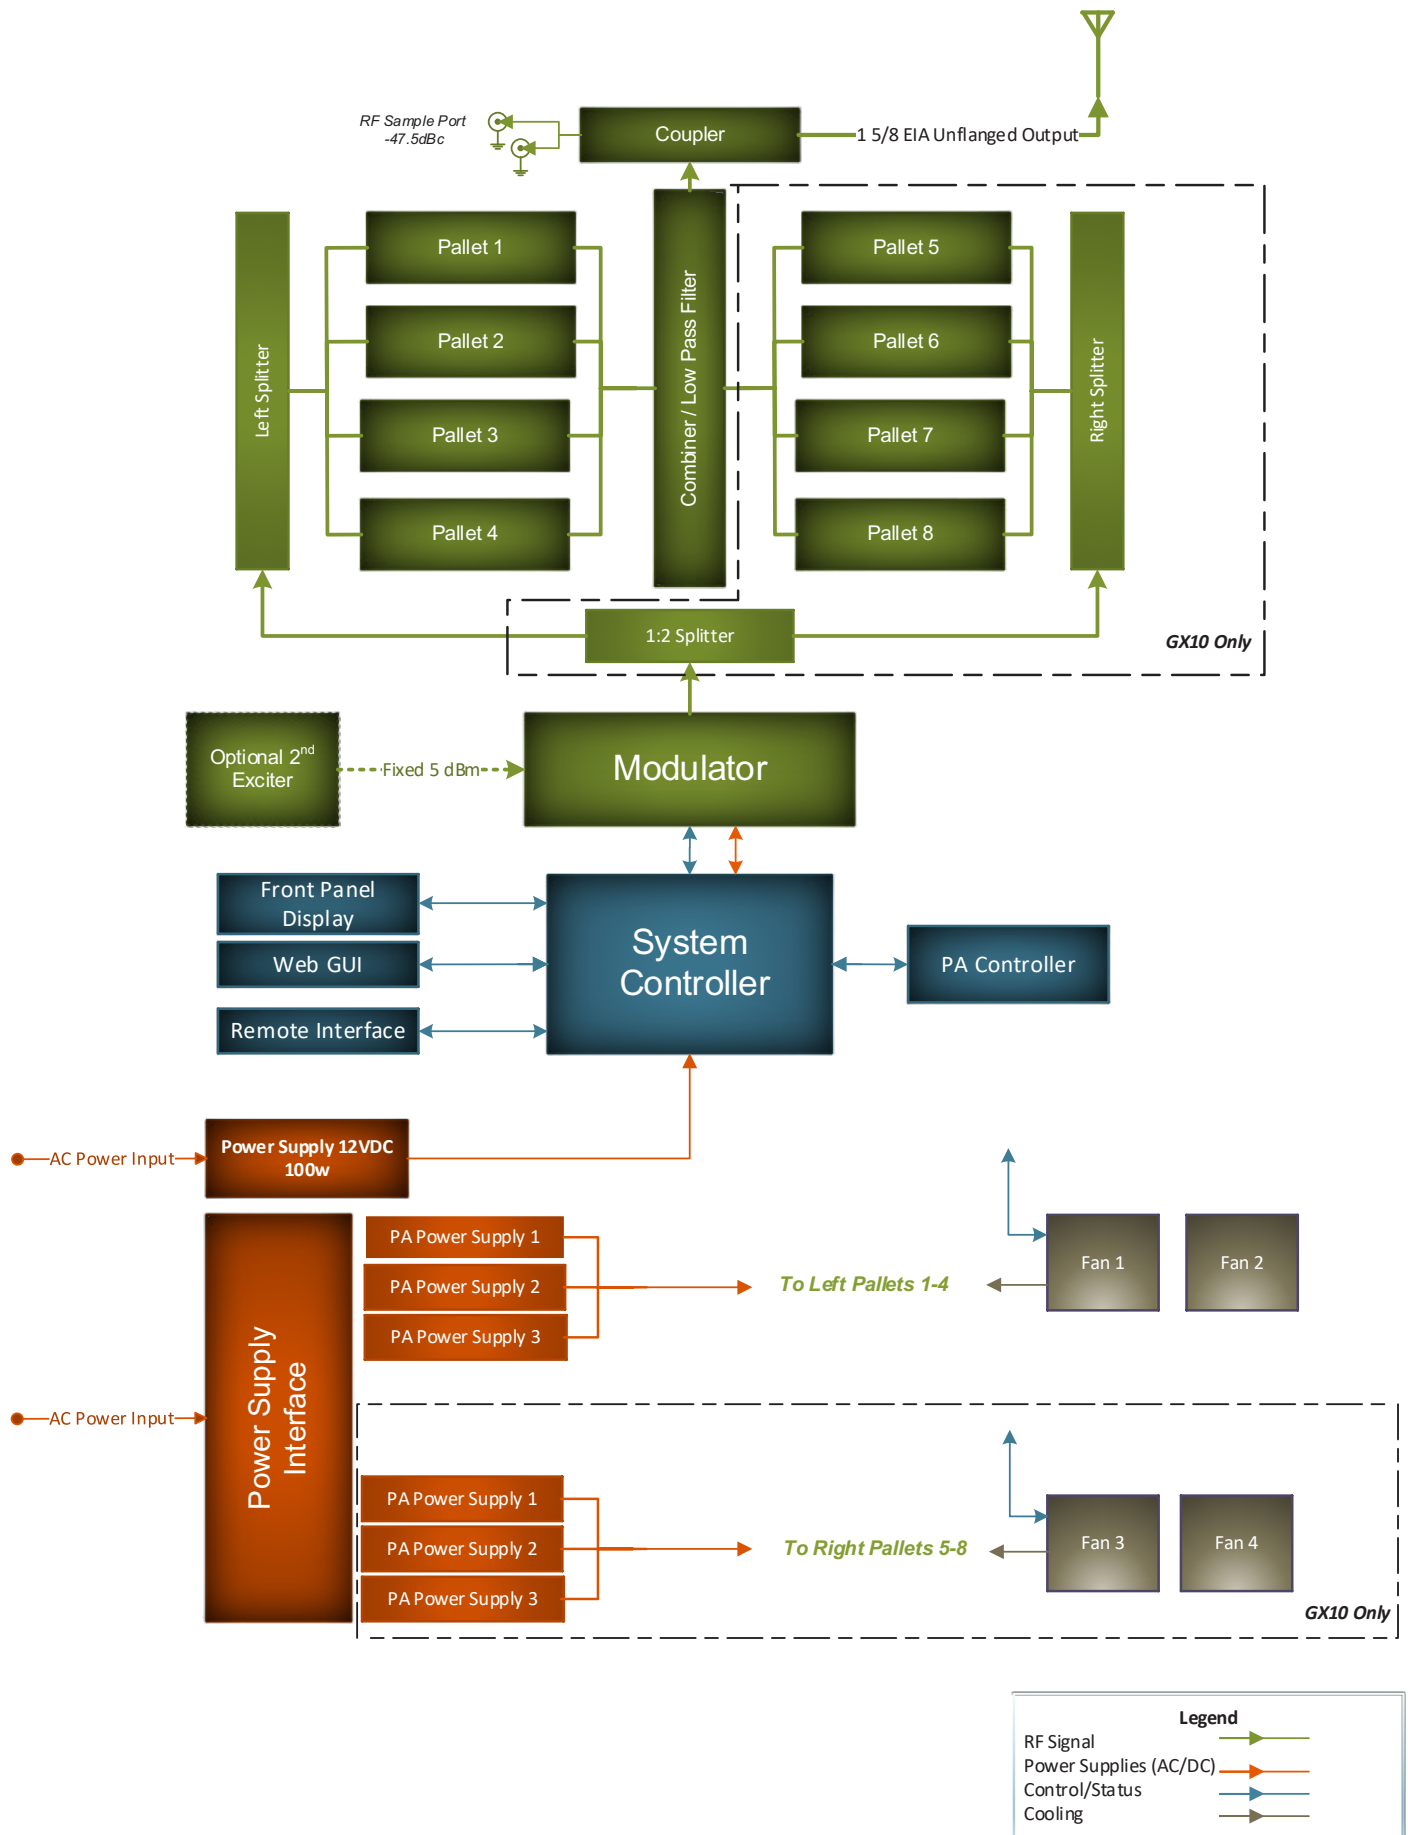 RF Sample Port
-47.5dBc
Coupler
1 5/8 EIA Unflanged Output
Left Splitter
Pallet 1
Pallet 2
Pallet 3
Pallet 4
Combiner / Low Pass Filter
Pallet 5
Pallet 6
Pallet 7
Pallet 8
Right Splitter
1:2 Splitter
GX10 Only
Optional 2nd
Exciter
Fixed 5 dBm
Modulator
Front Panel
Display
Web GUI
Remote Interface
System
Controller
PA Controller
AC Power Input
Power Supply 12VDC
100w
PA Power Supply 1
PA Power Supply 2
PA Power Supply 3
To Left Pallets 1-4
Fan 1
Fan 2
AC Power Input
Power Supply
Interface
PA Power Supply 1
PA Power Supply 2
PA Power Supply 3
To Right Pallets 5-8
Fan 3
Fan 4
GX10 Only
Legend
RF Signal
Power Supplies (AC/DC)
Control/Status
Cooling